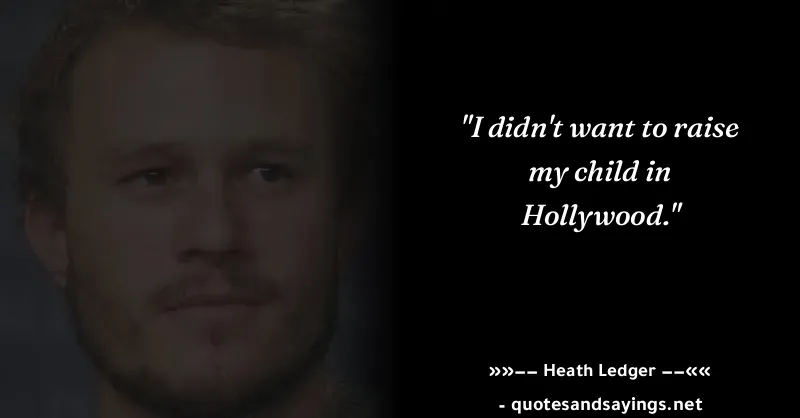 "I didn't want to raise
my child in
Hollywood."
»»–– Heath Ledger ––««
- quotesandsayings.net